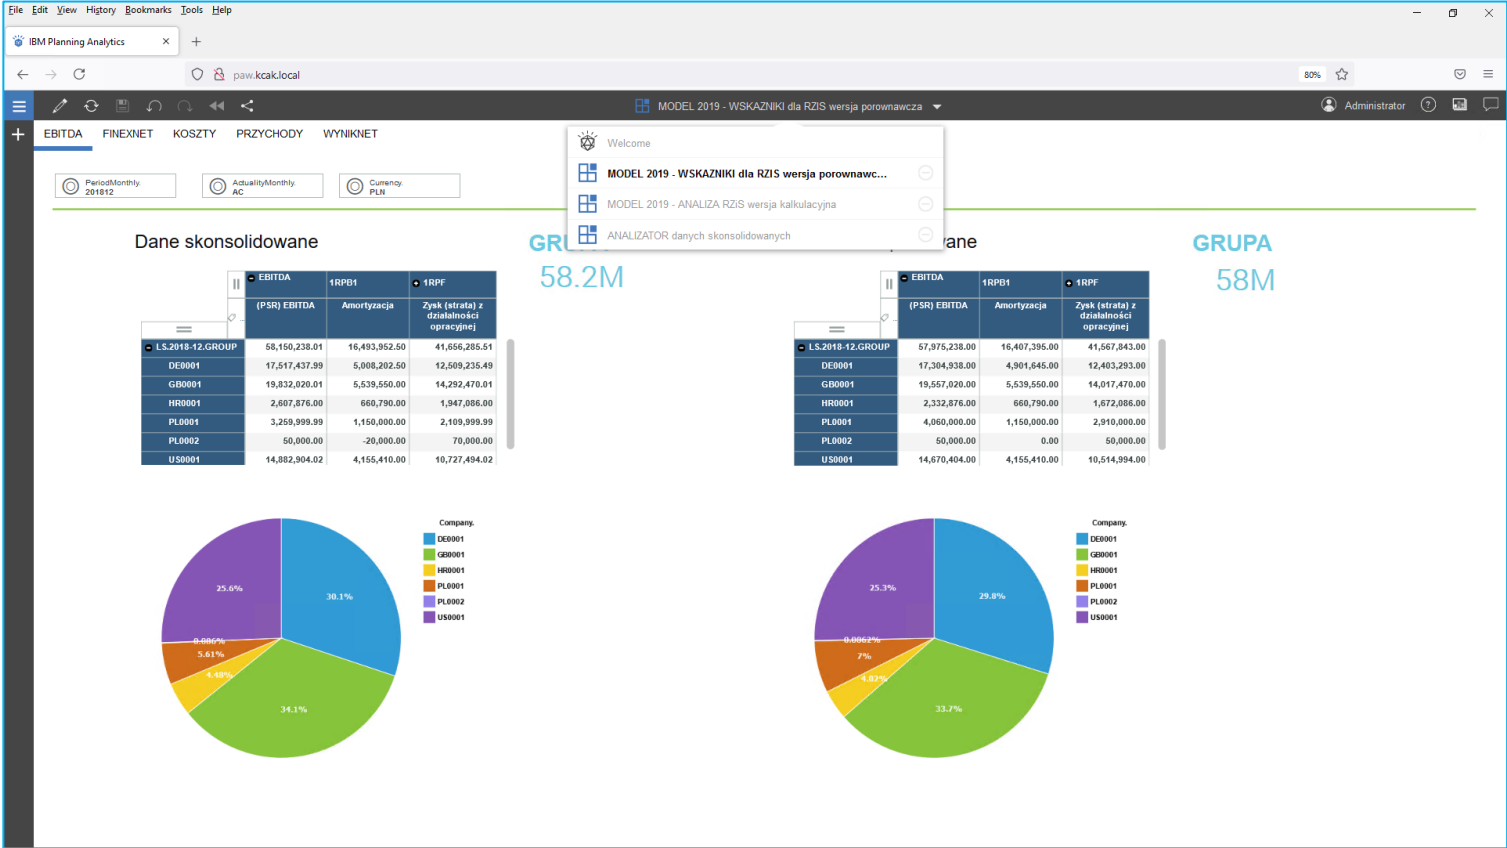 File Edit View History Bookmarks Tools Help
IBM Planning Analytics
paw.kcak.local
80%
MODEL 2019 - WSKAZNIKI dla RZIS wersja porownawcza
Administrator
EBITDA FINEXNET KOSZTY PRZYCHODY WYNIKNET
Welcome
MODEL 2019 - WSKAZNIKI dla RZIS wersja porownawc...
MODEL 2019 - ANALIZA RZiS wersja kalkulacyjna
ANALIZATOR danych skonsolidowanych
PeriodMonthly.
201812
ActualityMonthly.
AC
Currency.
PLN
Dane skonsolidowane
GR
58.2M
EBITDA 1RPB1 1RPF
(PSR) EBITDA Amortyzacja Zysk (strata) z
działalności
opracyjnej
LS.2018-12.GROUP 58,150,238.01 16,493,952.50 41,656,285.51
DE0001 17,517,437.99 5,008,202.50 12,509,235.49
GB0001 19,832,020.01 5,539,550.00 14,292,470.01
HR0001 2,607,876.00 660,790.00 1,947,086.00
PL0001 3,259,999.99 1,150,000.00 2,109,999.99
PL0002 50,000.00 -20,000.00 70,000.00
US0001 14,882,904.02 4,155,410.00 10,727,494.02
Company.
DE0001
GB0001
HR0001
PL0001
PL0002
US0001
25.6%
30.1%
0.086%
5.61%
4.48%
34.1%
ane
GRUPA
58M
EBITDA 1RPB1 1RPF
(PSR) EBITDA Amortyzacja Zysk (strata) z
działalności
opracyjnej
LS.2018-12.GROUP 57,975,238.00 16,407,395.00 41,567,843.00
DE0001 17,304,938.00 4,901,645.00 12,403,293.00
GB0001 19,557,020.00 5,539,550.00 14,017,470.00
HR0001 2,332,876.00 660,790.00 1,672,086.00
PL0001 4,060,000.00 1,150,000.00 2,910,000.00
PL0002 50,000.00 0.00 50,000.00
US0001 14,670,404.00 4,155,410.00 10,514,994.00
Company.
DE0001
GB0001
HR0001
PL0001
PL0002
US0001
25.3%
29.8%
0.0862%
7%
4.02%
33.7%